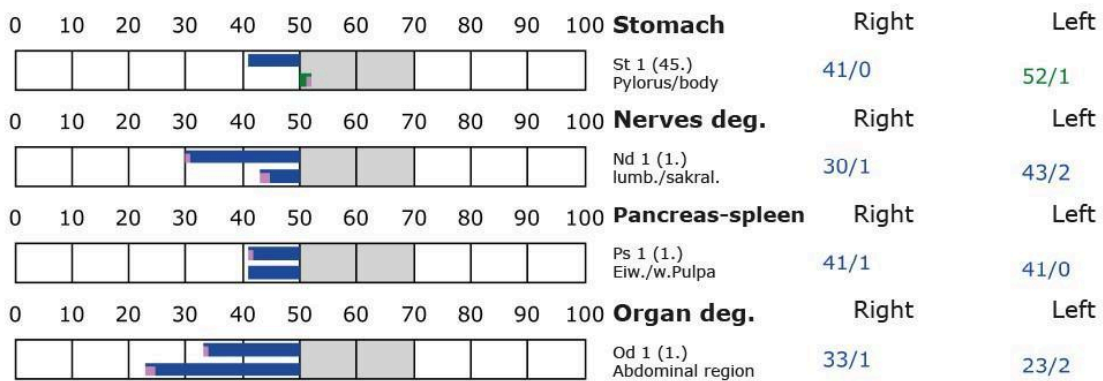 0 10 20 30 40 50 60 70 80 90 100 Stomach Right Left
St 1 (45.) 41/0 52/1
Pylorus/body
0 10 20 30 40 50 60 70 80 90 100 Nerves deg. Right Left
Nd 1 (1.) 30/1 43/2
lumb./sakral.
0 10 20 30 40 50 60 70 80 90 100 Pancreas-spleen Right Left
Ps 1 (1.) 41/1 41/0
Eiw./w.Pulpa
0 10 20 30 40 50 60 70 80 90 100 Organ deg. Right Left
Od 1 (1.) 33/1 23/2
Abdominal region